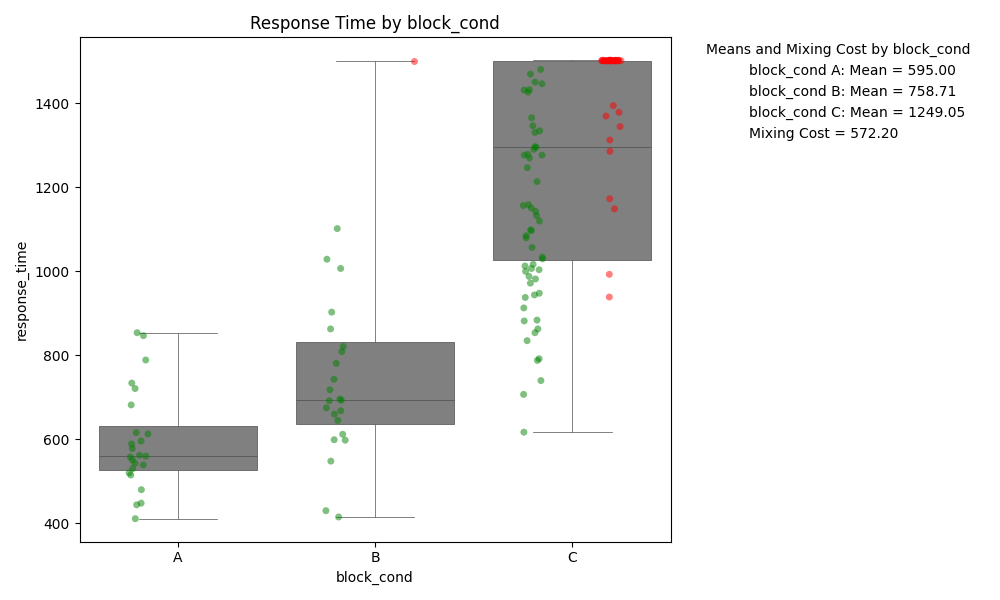 Response Time by block_cond
Means and Mixing Cost by block_cond
block_cond A: Mean = 595.00
block_cond B: Mean = 758.71
block_cond C: Mean = 1249.05
Mixing Cost = 572.20
response_time
1400
1200
1000
800
600
400
A
B
C
block_cond